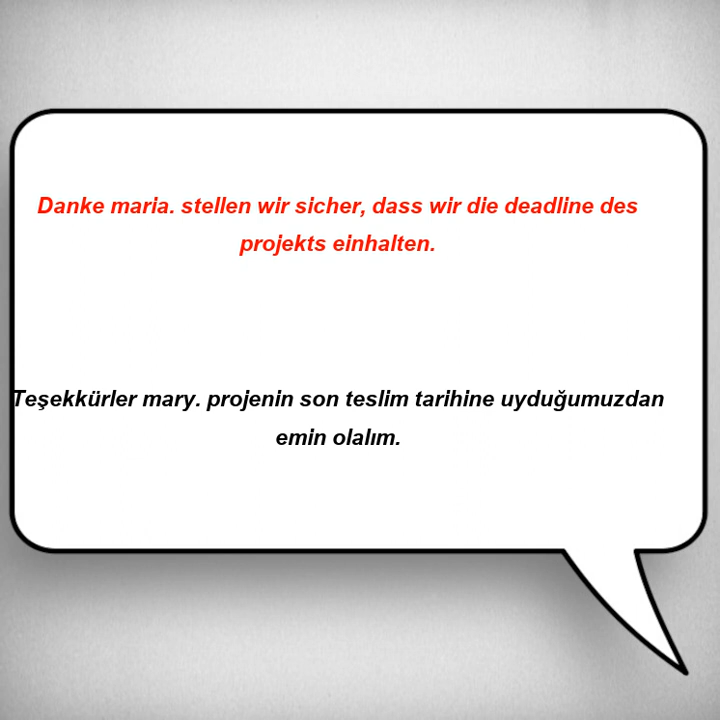 Danke maria. stellen wir sicher, dass wir die deadline des
projekts einhalten.
Teşekkürler mary. projenin son teslim tarihine uyduğumuzdan
emin olalım.